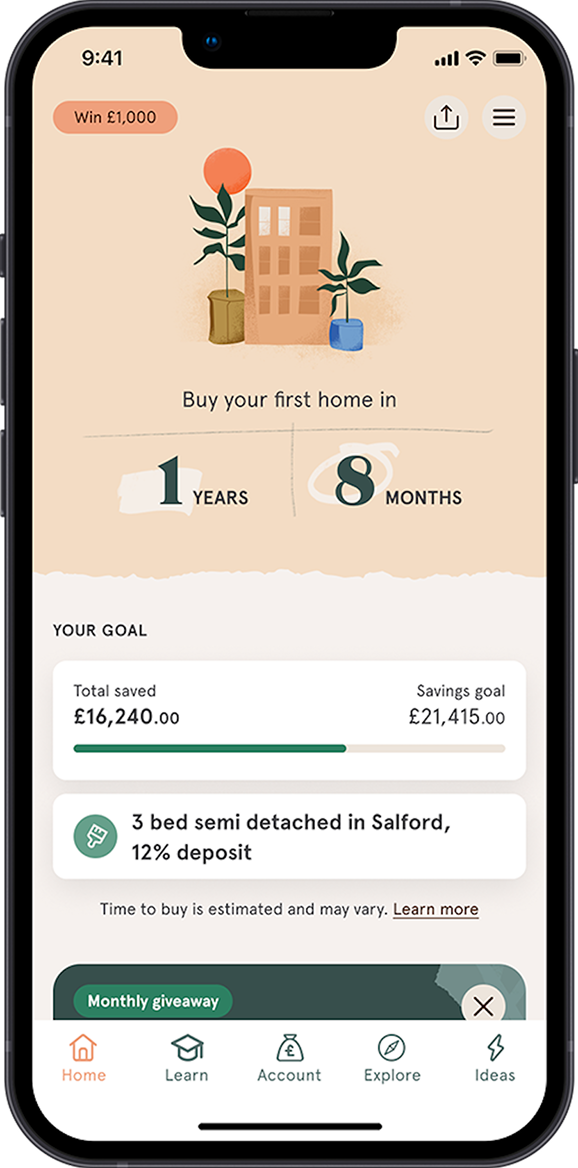 9:41
Win £1,000
Buy your first home in
1 YEARS 8 MONTHS
YOUR GOAL
Total saved Savings goal
£16,240.00 £21,415.00
3 bed semi detached in Salford,
12% deposit
Time to buy is estimated and may vary. Learn more
Monthly giveaway
£
Home Learn Account Explore Ideas